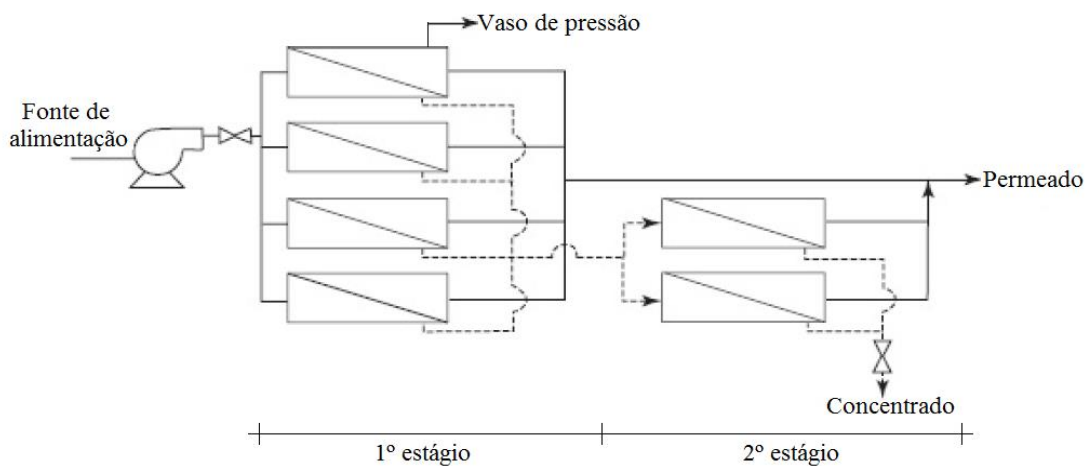 Vaso de pressão
Fonte de
alimentação
Permeado
Concentrado
1º estágio
2º estágio